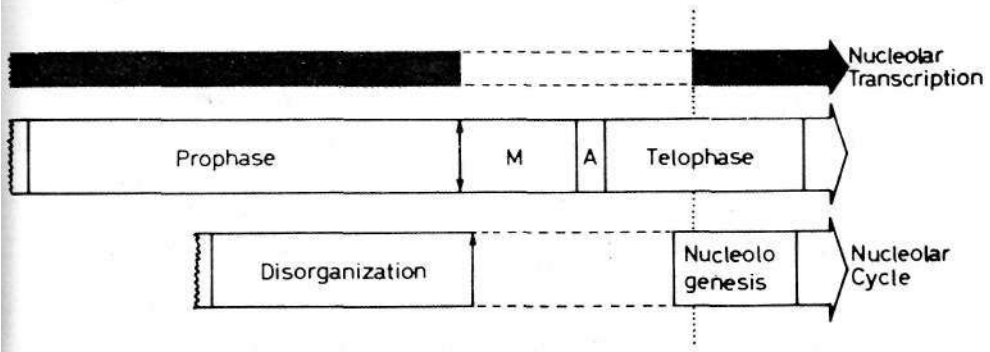 Nucleolar
Transcription
Prophase
M
A
Telophase
Disorganization
Nucleolo
genesis
Nucleolar
Cycle